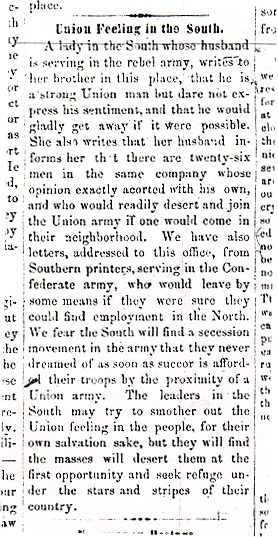 place.
Union Feeling in the South.
A lady in the South whose husband
is serving in the rebel army, writes to
her brother in this place, that he is
a strong Union man but dare not ex-
press his sentiment, and that he would
gladly get away if it were possible.
She also writes that her husband in-
forms her th t there are twenty-six
men in the same company whose
opinion exactly acorted with his own,
and who would readily desert and join
the Union army if one would come in
their neighborhood. We have also
letters, addressed to this office, from
Southern printers, serving in the Con-
federate army, who would leave by
some means if they were sure they
could find employment in the North.
We fear the South will find a secession
movement in the army that they never
dreamed of as soon as succor is afford-
their troops by the proximity of a
Union army. The leaders in the
South may try to smother out the
Union feeling in the people, for their
own salvation sake, but they will find
the masses will desert them at the
first opportunity and seek refuge un-
der the stars and stripes of their
country.